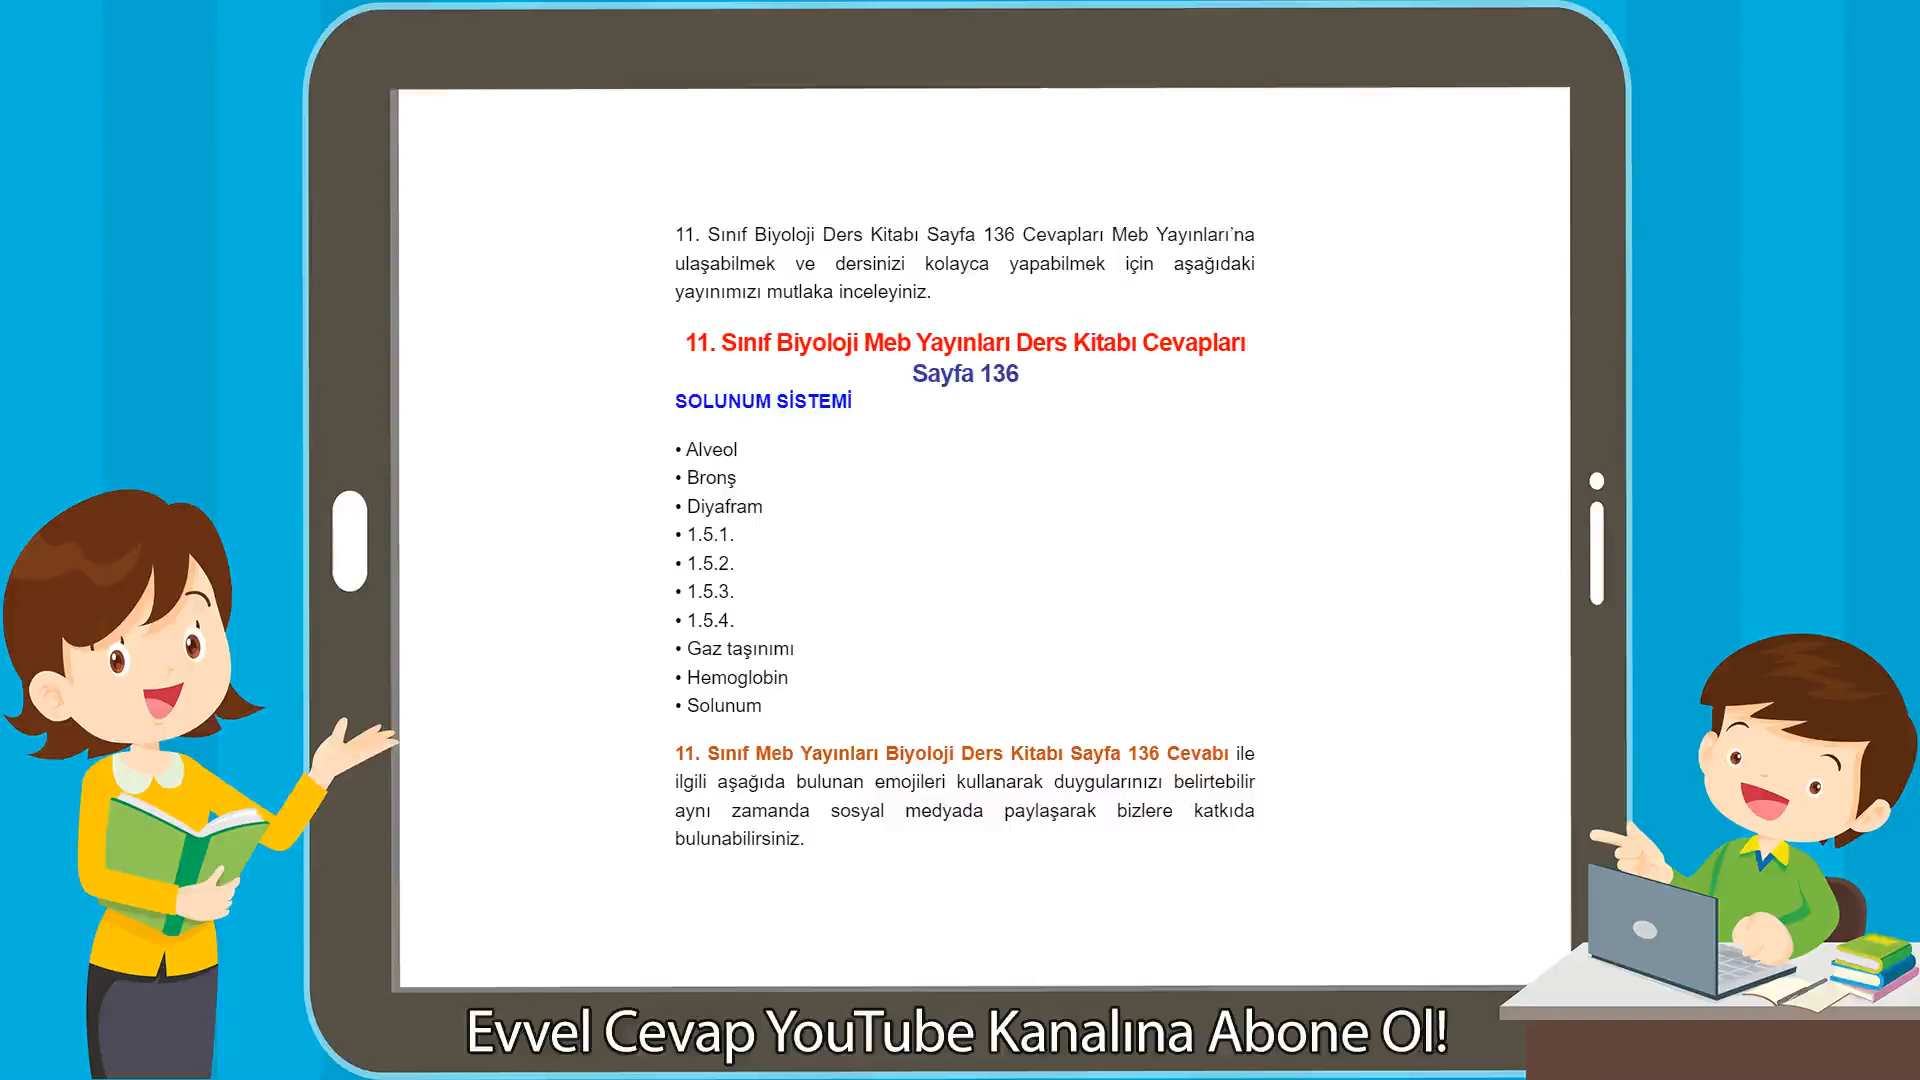 11. Sınıf Biyoloji Ders Kitabı Sayfa 136 Cevapları Meb Yayınları’na
ulaşabilmek ve dersinizi kolayca yapabilmek için aşağıdaki
yayınımızı mutlaka inceleyiniz.
11. Sınıf Biyoloji Meb Yayınları Ders Kitabı Cevapları
Sayfa 136
SOLUNUM SİSTEMİ
• Alveol
• Bronş
• Diyafram
• 1.5.1.
• 1.5.2.
• 1.5.3.
• 1.5.4.
• Gaz taşınımı
• Hemoglobin
• Solunum
11. Sınıf Meb Yayınları Biyoloji Ders Kitabı Sayfa 136 Cevabı ile
ilgili aşağıda bulunan emojileri kullanarak duygularınızı belirtebilir
aynı zamanda sosyal medyada paylaşarak bizlere katkıda
bulunabilirsiniz.
Evvel Cevap YouTube Kanalına Abone Ol!